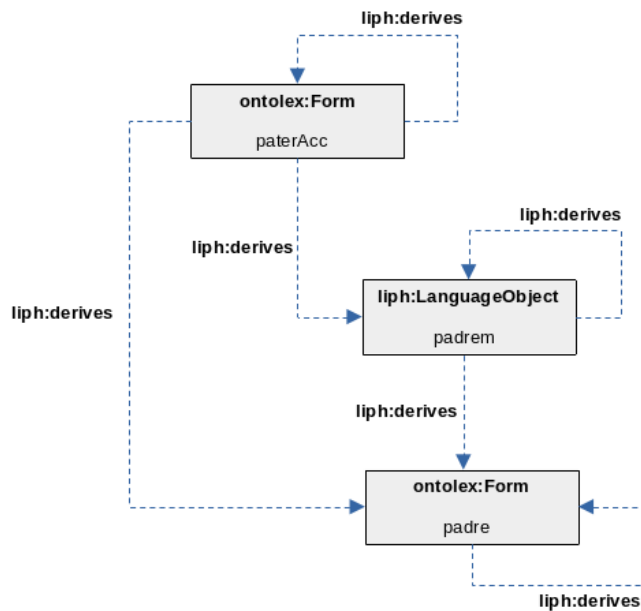 liph:derives
ontolex:Form
paterAcc
liph:derives
liph:derives
liph:derives
liph:LanguageObject
padrem
liph:derives
ontolex:Form
padre
liph:derives